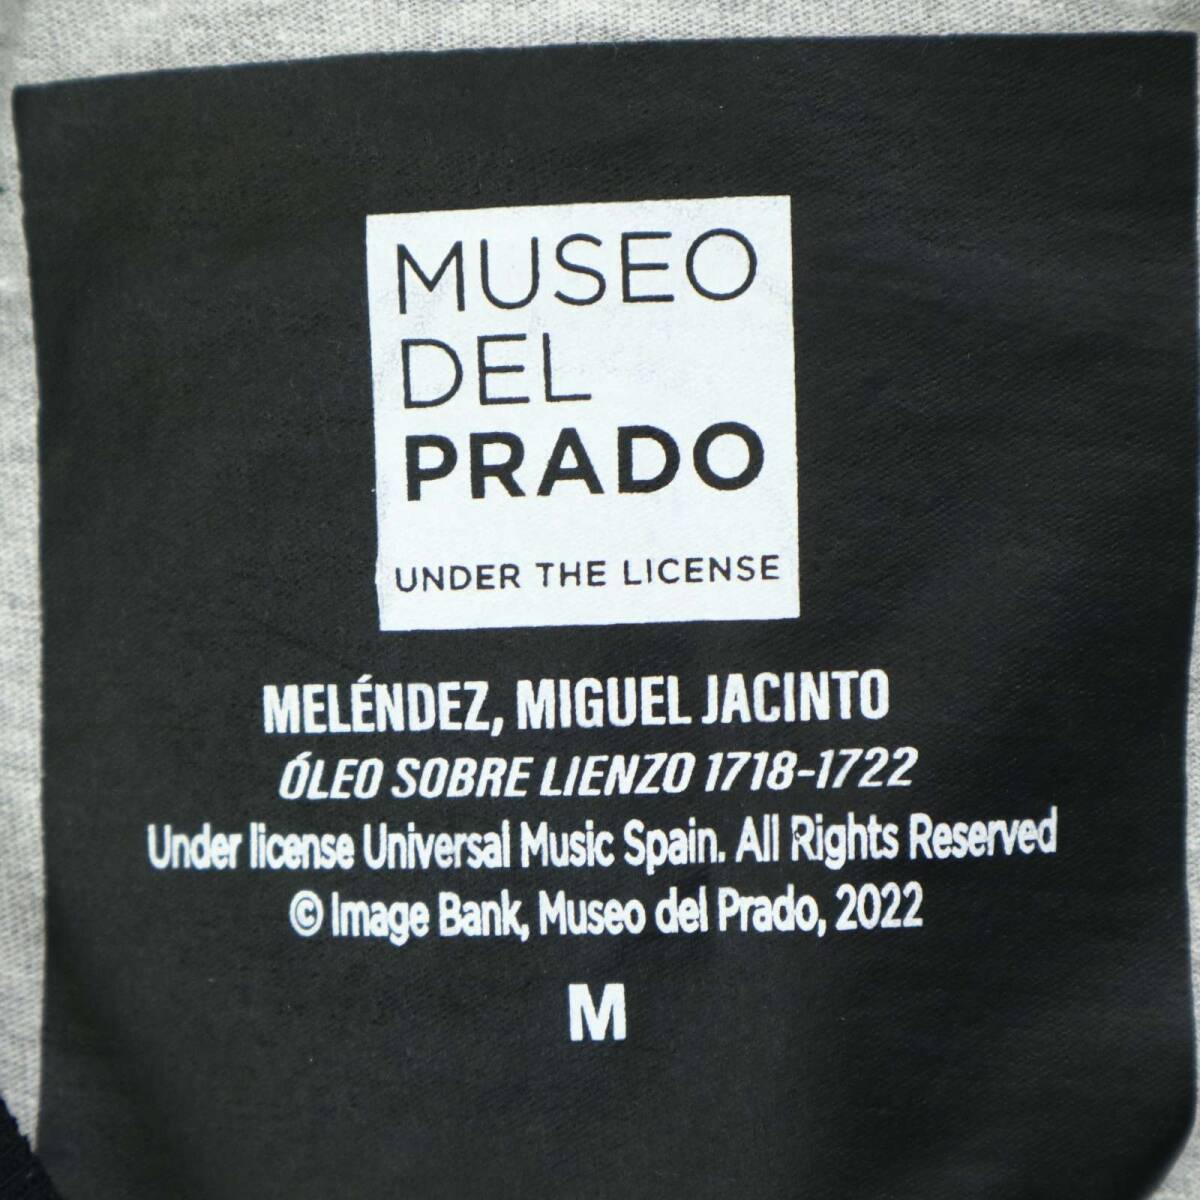 MUSEO
DEL
PRADO
UNDER THE LICENSE
MELÉNDEZ, MIGUEL JACINTO
ÓLEO SOBRE LIENZO 1718-1722
Under license Universal Music Spain. All Rights Reserved
© Image Bank, Museo del Prado, 2022
M